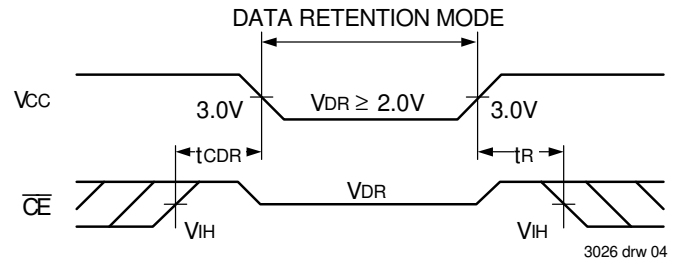 DATA RETENTION MODE
VCC
3.0V
VDR ≥ 2.0V
3.0V
tCDR
tR
CE
VDR
VIH
VIH
3026 drw 04